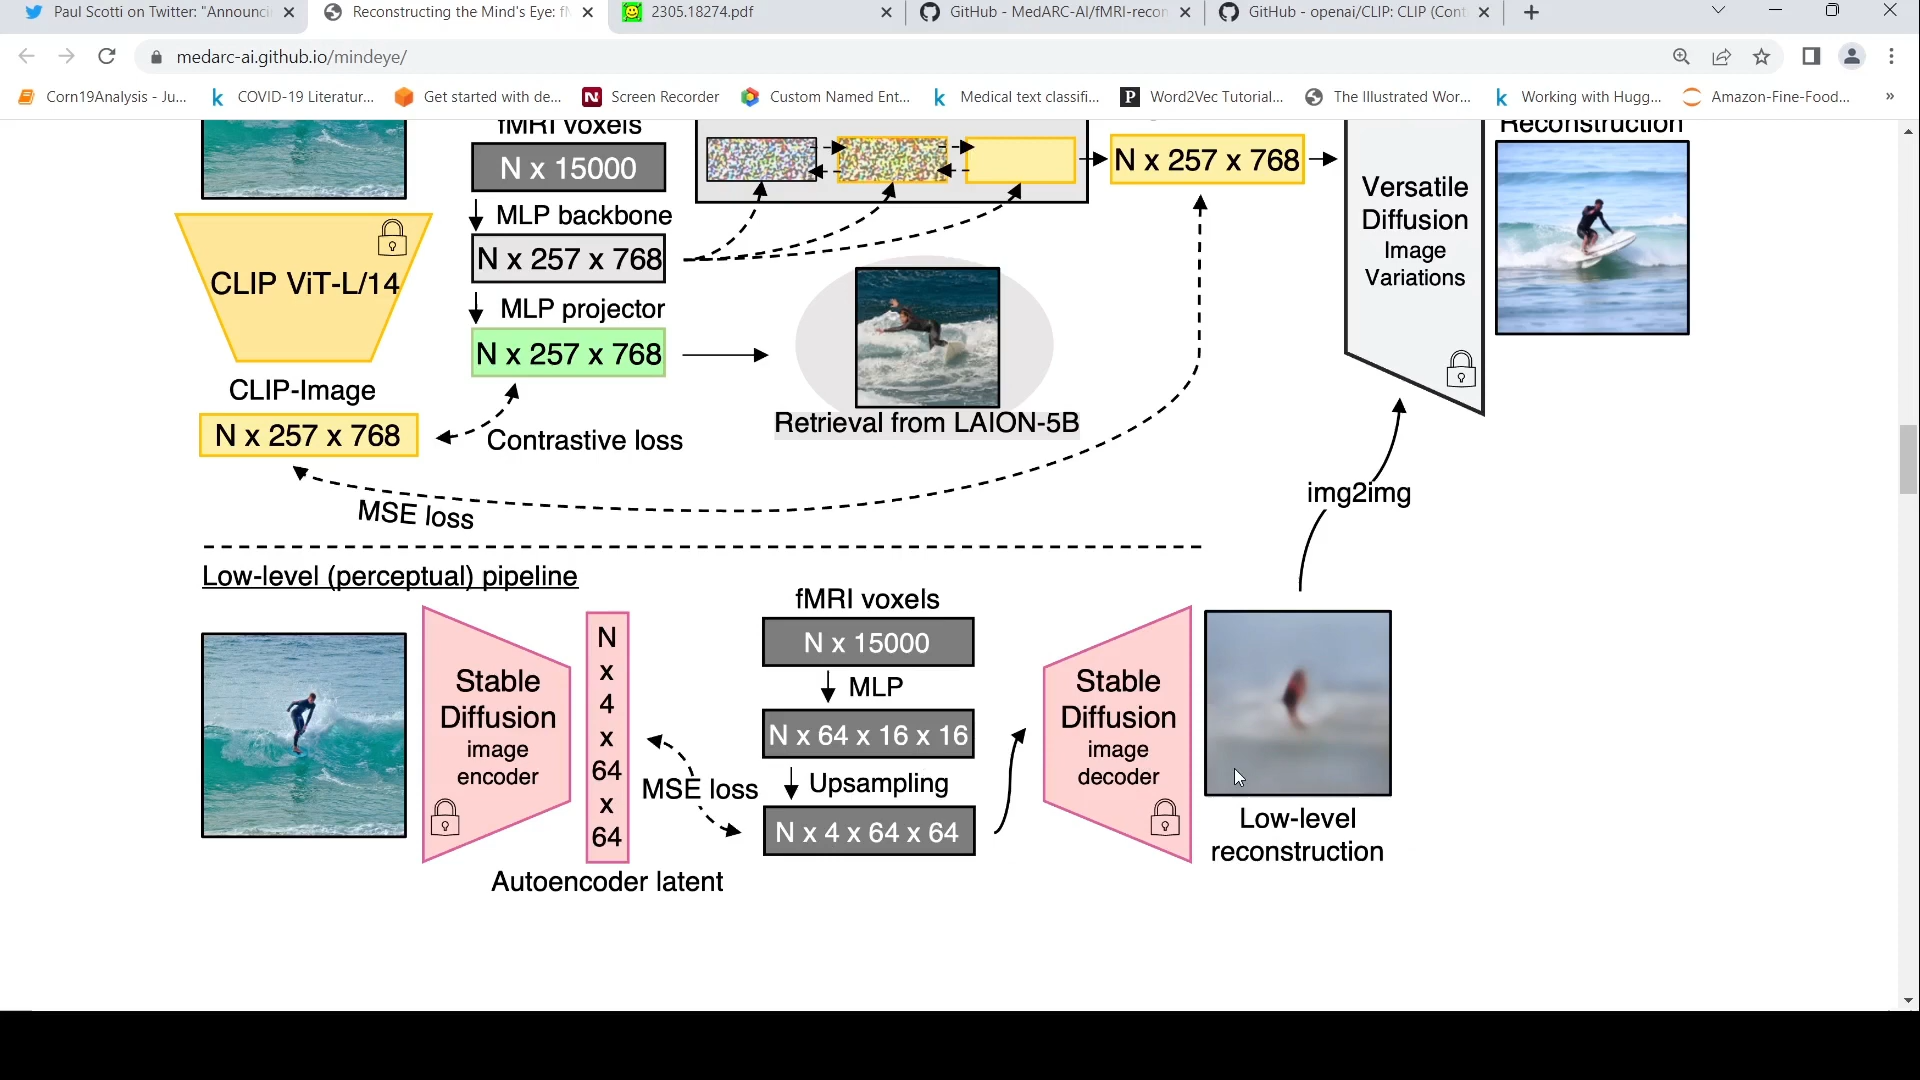 Paul Scotti on Twitter: "Announci
Reconstructing the Mind's Eye: fM
2305.18274.pdf
GitHub - MedARC-AI/fMRI-recon
GitHub - openai/CLIP: CLIP (Cont
medarc-ai.github.io/mindeye/
Corn19Analysis - Ju...
COVID-19 Literatur...
Get started with de...
Screen Recorder
Custom Named Ent...
Medical text classifi...
Word2Vec Tutorial...
The Illustrated Wor...
Working with Hugg...
Amazon-Fine-Food...
»
fMRI voxels
N x 15000
MLP backbone
N x 257 x 768
MLP projector
N x 257 x 768
CLIP ViT-L/14
CLIP-Image
N x 257 x 768
Contrastive loss
MSE loss
Retrieval from LAION-5B
N x 257 x 768
Versatile
Diffusion
Image
Variations
Reconstruction
img2img
Low-level (perceptual) pipeline
Stable
Diffusion
image
encoder
N
x
4
x
64
x
64
Autoencoder latent
MSE loss
fMRI voxels
N x 15000
MLP
N x 64 x 16 x 16
Upsampling
N x 4 x 64 x 64
Stable
Diffusion
image
decoder
Low-level
reconstruction